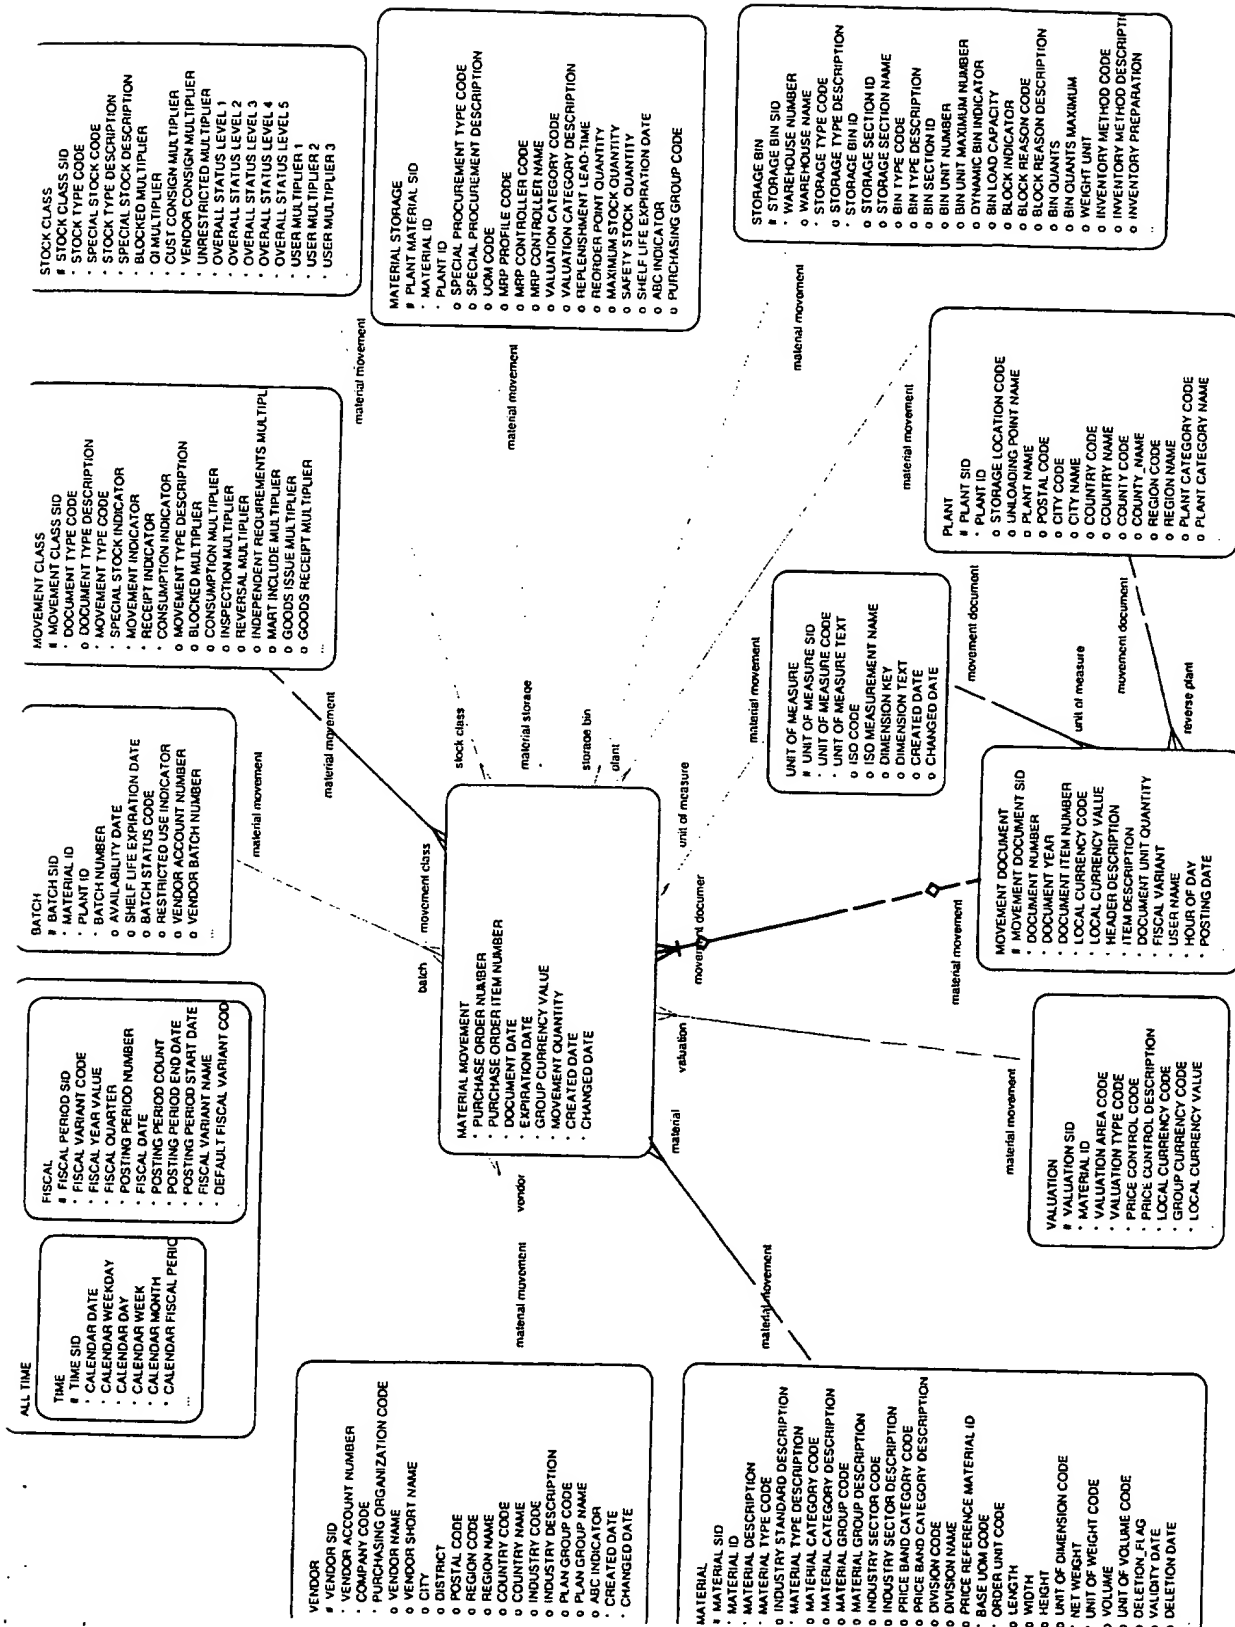 ALL TIME
TIME
# TIME SID
· CALENDAR DATE
· CALENDAR WEEKDAY
· CALENDAR DAY
· CALENDAR WEEK
· CALENDAR MONTH
· CALENDAR FISCAL PERIO
...
FISCAL
# FISCAL PERIOD SID
· FISCAL VARIANT CODE
· FISCAL YEAR VALUE
· FISCAL QUARTER
· POSTING PERIOD NUMBER
· FISCAL DATE
· POSTING PERIOD COUNT
· POSTING PERIOD END DATE
· POSTING PERIOD START DATE
· FISCAL VARIANT NAME
· DEFAULT FISCAL VARIANT COD
BATCH
# BATCH SID
· MATERIAL ID
· PLANT ID
· BATCH NUMBER
o AVAILABILITY DATE
o SHELF LIFE EXPIRATION DATE
o BATCH STATUS CODE
o RESTRICTED USE INDICATOR
o VENDOR ACCOUNT NUMBER
o VENDOR BATCH NUMBER
...
MOVEMENT CLASS
# MOVEMENT CLASS SID
· DOCUMENT TYPE CODE
o DOCUMENT TYPE DESCRIPTION
· MOVEMENT TYPE CODE
· SPECIAL STOCK INDICATOR
· MOVEMENT INDICATOR
· RECEIPT INDICATOR
· CONSUMPTION INDICATOR
o MOVEMENT TYPE DESCRIPTION
o BLOCKED MULTIPLIER
o CONSUMPTION MULTIPLIER
o INSPECTION MULTIPLIER
o REVERSAL MULTIPLIER
o INDEPENDENT REQUIREMENTS MULTIPLI
o MART INCLUDE MULTIPLIER
o GOODS ISSUE MULTIPLIER
o GOODS RECEIPT MULTIPLIER
...
STOCK CLASS
# STOCK CLASS SID
· STOCK TYPE CODE
· SPECIAL STOCK CODE
· STOCK TYPE DESCRIPTION
· SPECIAL STOCK DESCRIPTION
· BLOCKED MULTIPLIER
· QI MULTIPLIER
· CUST CONSIGN MULTIPLIER
· VENDOR CONSIGN MULTIPLIER
· UNRESTRICTED MULTIPLIER
· OVERALL STATUS LEVEL 1
· OVERALL STATUS LEVEL 2
· OVERALL STATUS LEVEL 3
· OVERALL STATUS LEVEL 4
· OVERALL STATUS LEVEL 5
· USER MULTIPLIER 1
· USER MULTIPLIER 2
· USER MULTIPLIER 3
VENDOR
# VENDOR SID
· VENDOR ACCOUNT NUMBER
· COMPANY CODE
· PURCHASING ORGANIZATION CODE
o VENDOR NAME
o VENDOR SHORT NAME
o CITY
o DISTRICT
o POSTAL CODE
o REGION CODE
o REGION NAME
o COUNTRY CODE
o COUNTRY NAME
o INDUSTRY CODE
o INDUSTRY DESCRIPTION
o PLAN GROUP CODE
o PLAN GROUP NAME
o ABC INDICATOR
· CREATED DATE
· CHANGED DATE
material movement
vendor
batch
material movement
movement class
material movement
stock class
material movement
MATERIAL MOVEMENT
· PURCHASE ORDER NUMBER
· PURCHASE ORDER ITEM NUMBER
· DOCUMENT DATE
· EXPIRATION DATE
· GROUP CURRENCY VALUE
· MOVEMENT QUANTITY
· CREATED DATE
· CHANGED DATE
material storage
material movement
storage bin
plant
MATERIAL STORAGE
# PLANT MATERIAL SID
· MATERIAL ID
· PLANT ID
o SPECIAL PROCUREMENT TYPE CODE
o SPECIAL PROCUREMENT DESCRIPTION
o UOM CODE
o MRP PROFILE CODE
o MRP CONTROLLER CODE
o MRP CONTROLLER NAME
o VALUATION CATEGORY CODE
o VALUATION CATEGORY DESCRIPTION
o REPLENISHMENT LEAD-TIME
o REORDER POINT QUANTITY
o MAXIMUM STOCK QUANTITY
o SAFETY STOCK QUANTITY
o SHELF LIFE EXPIRATION DATE
o ABC INDICATOR
o PURCHASING GROUP CODE
MATERIAL
# MATERIAL SID
· MATERIAL ID
· MATERIAL DESCRIPTION
· MATERIAL TYPE CODE
o INDUSTRY STANDARD DESCRIPTION
· MATERIAL TYPE DESCRIPTION
o MATERIAL CATEGORY CODE
o MATERIAL CATEGORY DESCRIPTION
o MATERIAL GROUP CODE
o MATERIAL GROUP DESCRIPTION
o INDUSTRY SECTOR CODE
o INDUSTRY SECTOR DESCRIPTION
o PRICE BAND CATEGORY CODE
o PRICE BAND CATEGORY DESCRIPTION
o DIVISION CODE
o DIVISION NAME
o PRICE REFERENCE MATERIAL ID
· BASE UOM CODE
· ORDER UNIT CODE
o LENGTH
o WIDTH
o HEIGHT
o UNIT OF DIMENSION CODE
· NET WEIGHT
· UNIT OF WEIGHT CODE
o VOLUME
o UNIT OF VOLUME CODE
o DELETION_FLAG
o VALIDITY DATE
o DELETION DATE
material movement
material
valuation
material movement
movement documer
material movement
unit of measure
material movement
VALUATION
# VALUATION SID
· MATERIAL ID
· VALUATION AREA CODE
· VALUATION TYPE CODE
· PRICE CONTROL CODE
· PRICE CONTROL DESCRIPTION
· LOCAL CURRENCY CODE
· GROUP CURRENCY CODE
· LOCAL CURRENCY VALUE
MOVEMENT DOCUMENT
# MOVEMENT DOCUMENT SID
· DOCUMENT NUMBER
· DOCUMENT YEAR
· DOCUMENT ITEM NUMBER
· LOCAL CURRENCY CODE
· LOCAL CURRENCY VALUE
· HEADER DESCRIPTION
· ITEM DESCRIPTION
· DOCUMENT UNIT QUANTITY
· FISCAL VARIANT
· USER NAME
· HOUR OF DAY
· POSTING DATE
UNIT OF MEASURE
# UNIT OF MEASURE SID
· UNIT OF MEASURE CODE
· UNIT OF MEASURE TEXT
o ISO CODE
o ISO MEASUREMENT NAME
o DIMENSION KEY
o DIMENSION TEXT
o CREATED DATE
o CHANGED DATE
movement document
unit of measure
movement document
reverse plant
PLANT
# PLANT SID
· PLANT ID
o STORAGE LOCATION CODE
o UNLOADING POINT NAME
o PLANT NAME
o POSTAL CODE
o CITY CODE
o CITY NAME
o COUNTRY CODE
o COUNTRY NAME
o COUNTY CODE
o COUNTY_NAME
o REGION CODE
o REGION NAME
o PLANT CATEGORY CODE
o PLANT CATEGORY NAME
material movement
material movement
STORAGE BIN
# STORAGE BIN SID
· WAREHOUSE NUMBER
o WAREHOUSE NAME
· STORAGE TYPE CODE
o STORAGE TYPE DESCRIPTION
· STORAGE BIN ID
o STORAGE SECTION ID
o STORAGE SECTION NAME
o BIN TYPE CODE
o BIN TYPE DESCRIPTION
o BIN SECTION ID
o BIN UNIT NUMBER
o BIN UNIT MAXIMUM NUMBER
o DYNAMIC BIN INDICATOR
o BIN LOAD CAPACITY
o BLOCK INDICATOR
o BLOCK REASON CODE
o BLOCK REASON DESCRIPTION
o BIN QUANTS
o BIN QUANTS MAXIMUM
o WEIGHT UNIT
o INVENTORY METHOD CODE
o INVENTORY METHOD DESCRIPTI
o INVENTORY PREPARATION